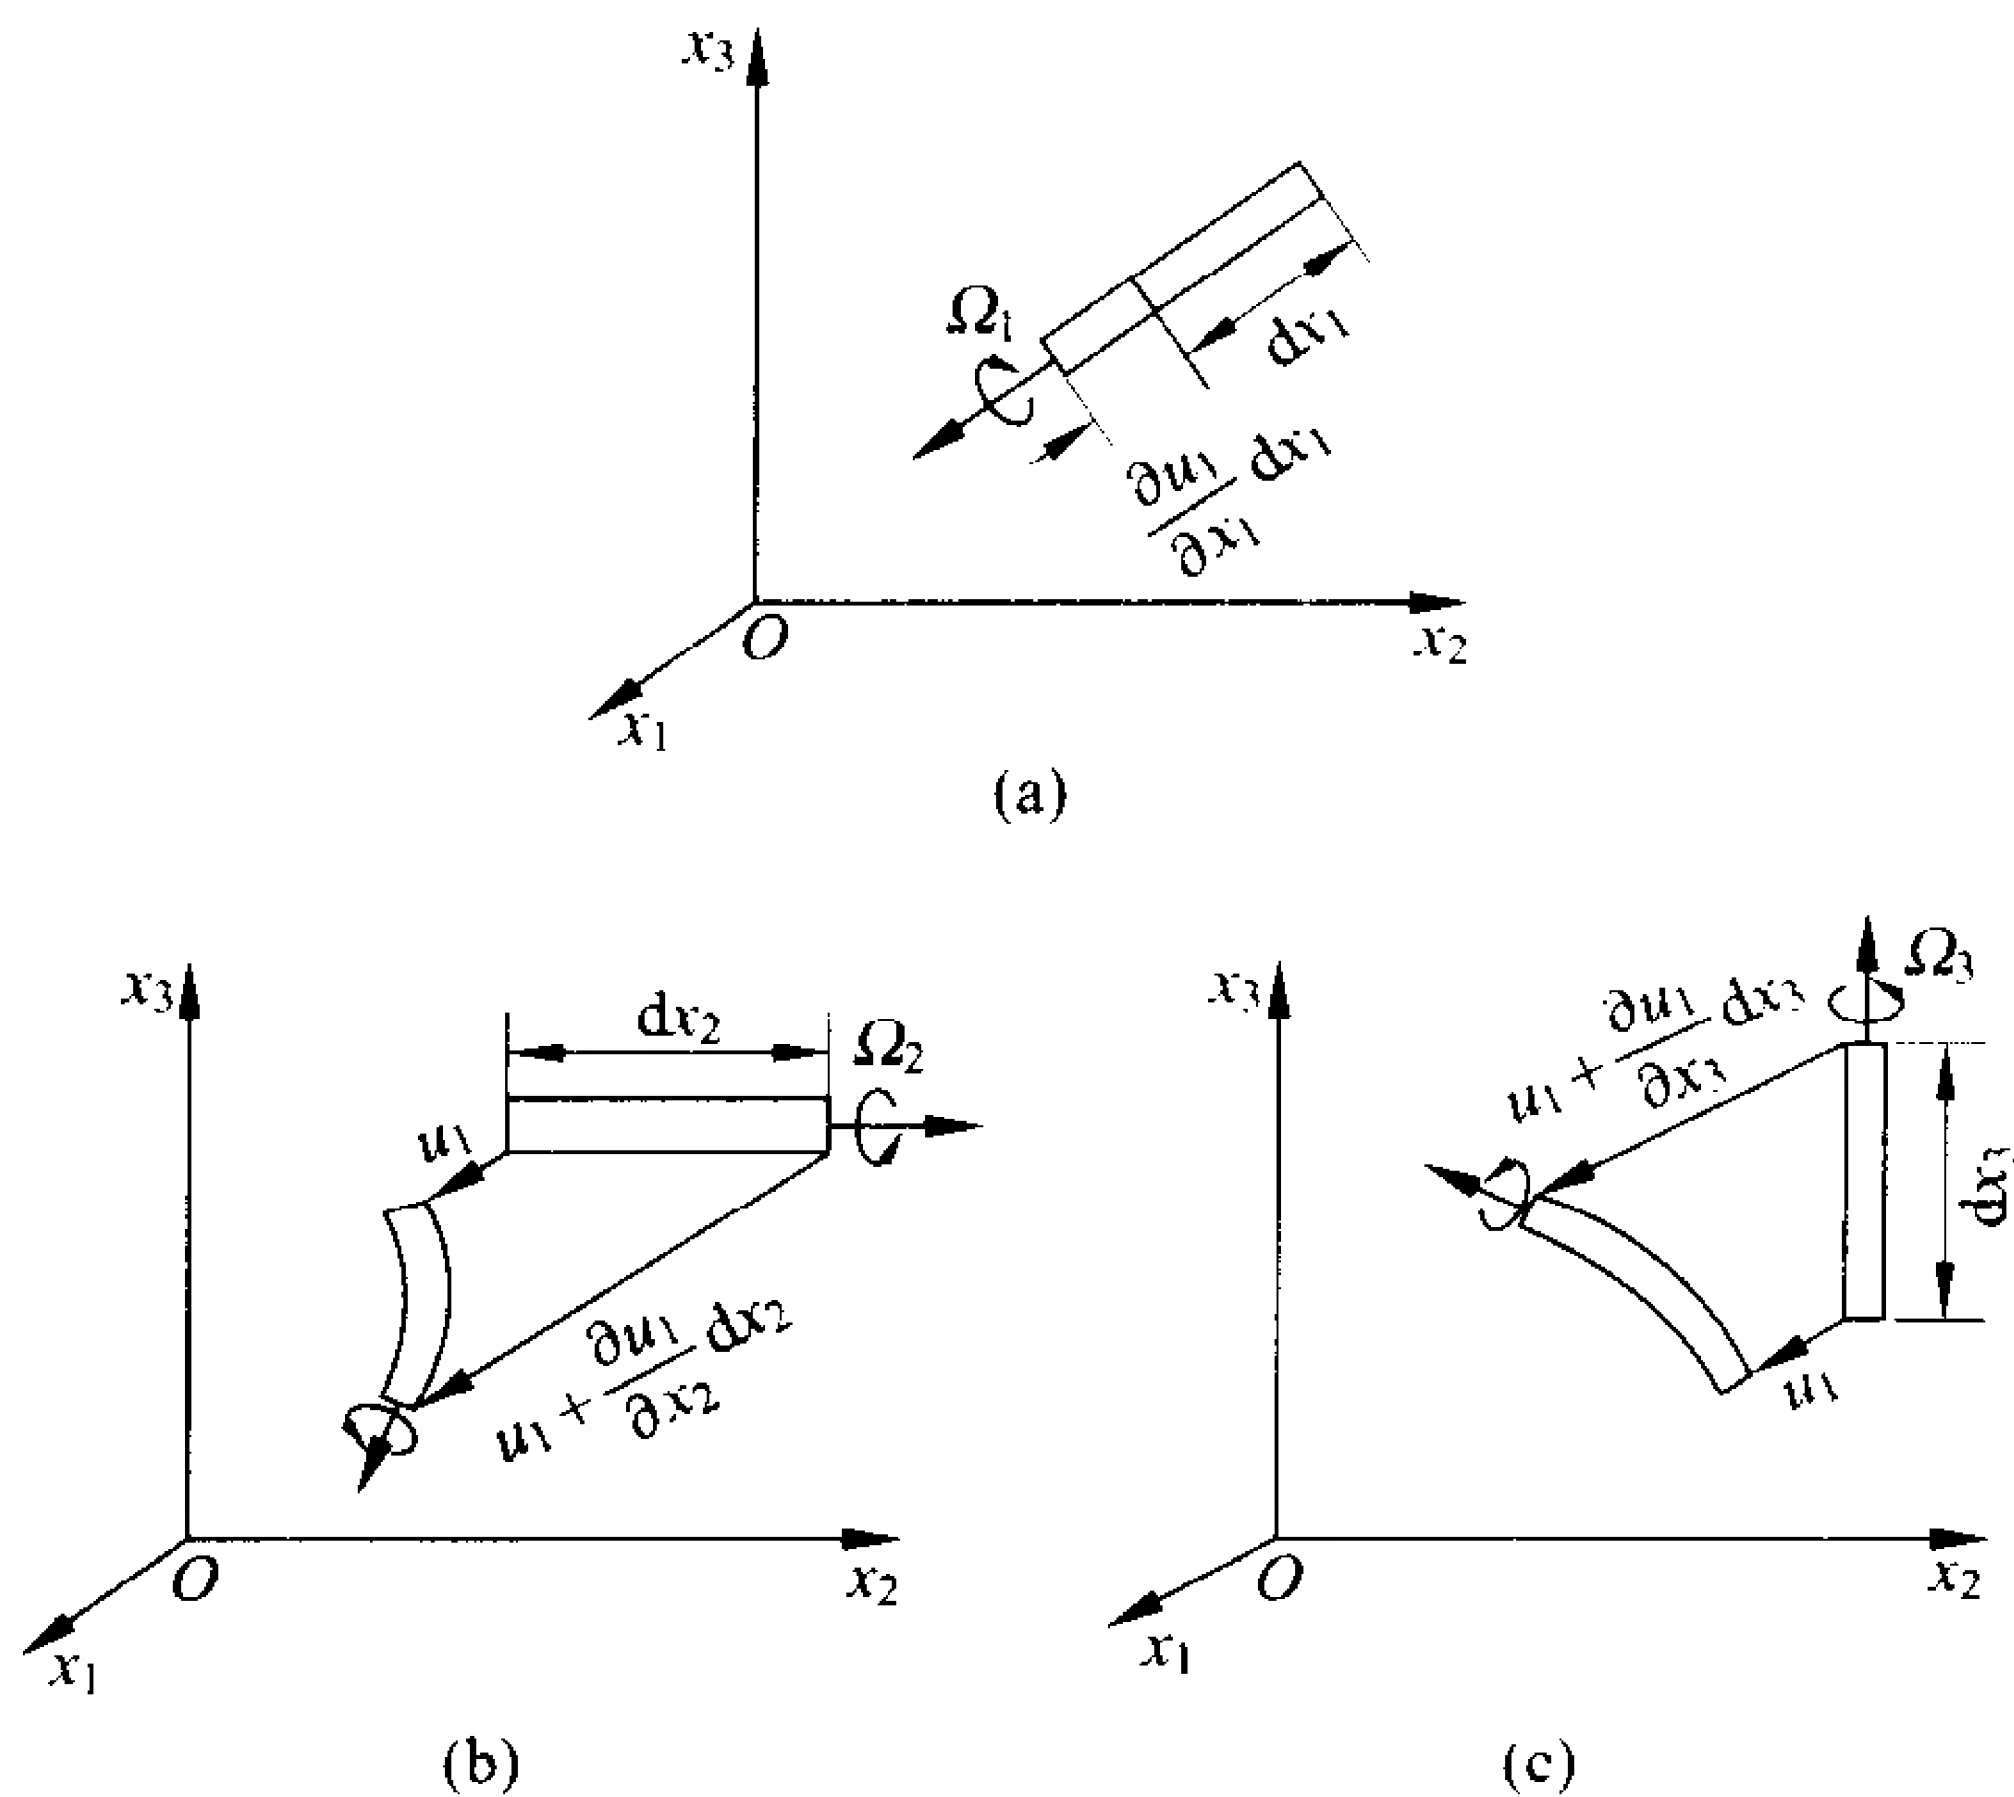 x₃
Ω₁
dx₁
∂u₁/∂x₁ dx₁
O
x₂
x₁
(a)
x₃
dx₂
Ω₂
u₁
u₁ + ∂u₁/∂x₂ dx₂
O
x₂
x₁
(b)
x₃
Ω₃
u₁ + ∂u₁/∂x₃ dx₃
dx₃
u₁
O
x₂
x₁
(c)